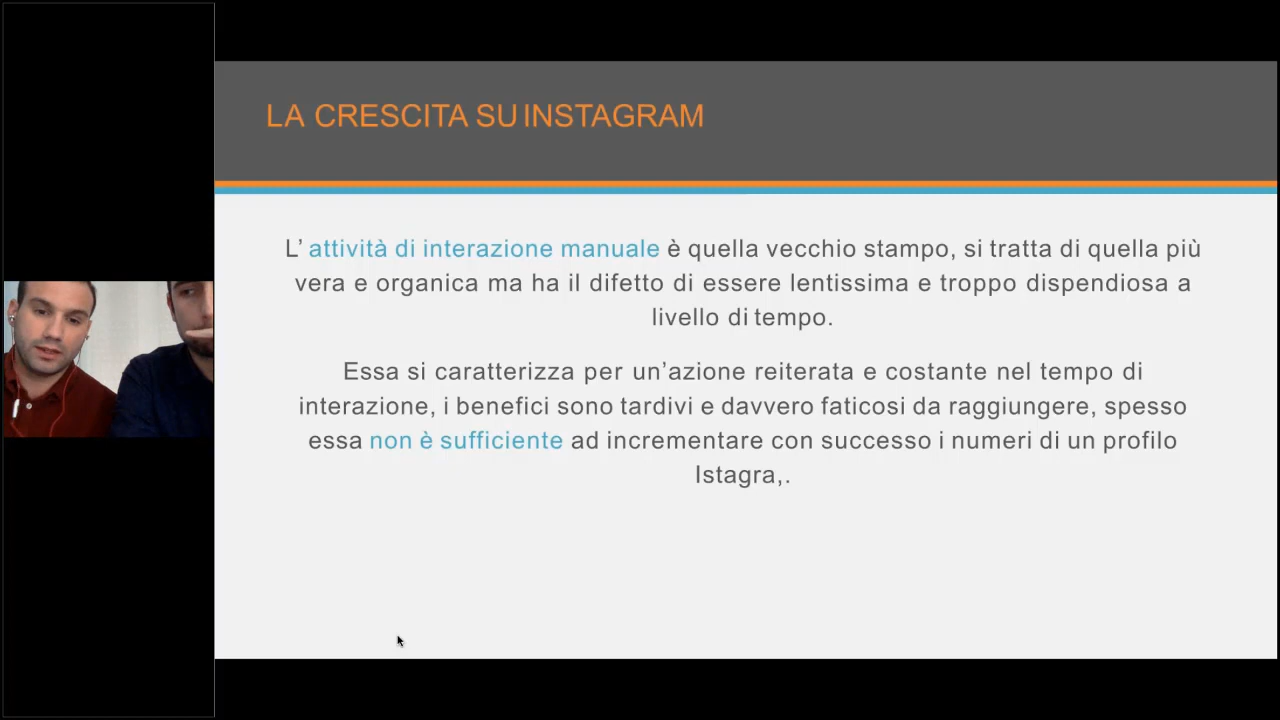 LA CRESCITA SU INSTAGRAM
L’ attività di interazione manuale è quella vecchio stampo, si tratta di quella più
vera e organica ma ha il difetto di essere lentissima e troppo dispendiosa a
livello di tempo.
Essa si caratterizza per un’azione reiterata e costante nel tempo di
interazione, i benefici sono tardivi e davvero faticosi da raggiungere, spesso
essa non è sufficiente ad incrementare con successo i numeri di un profilo
Istagra,.